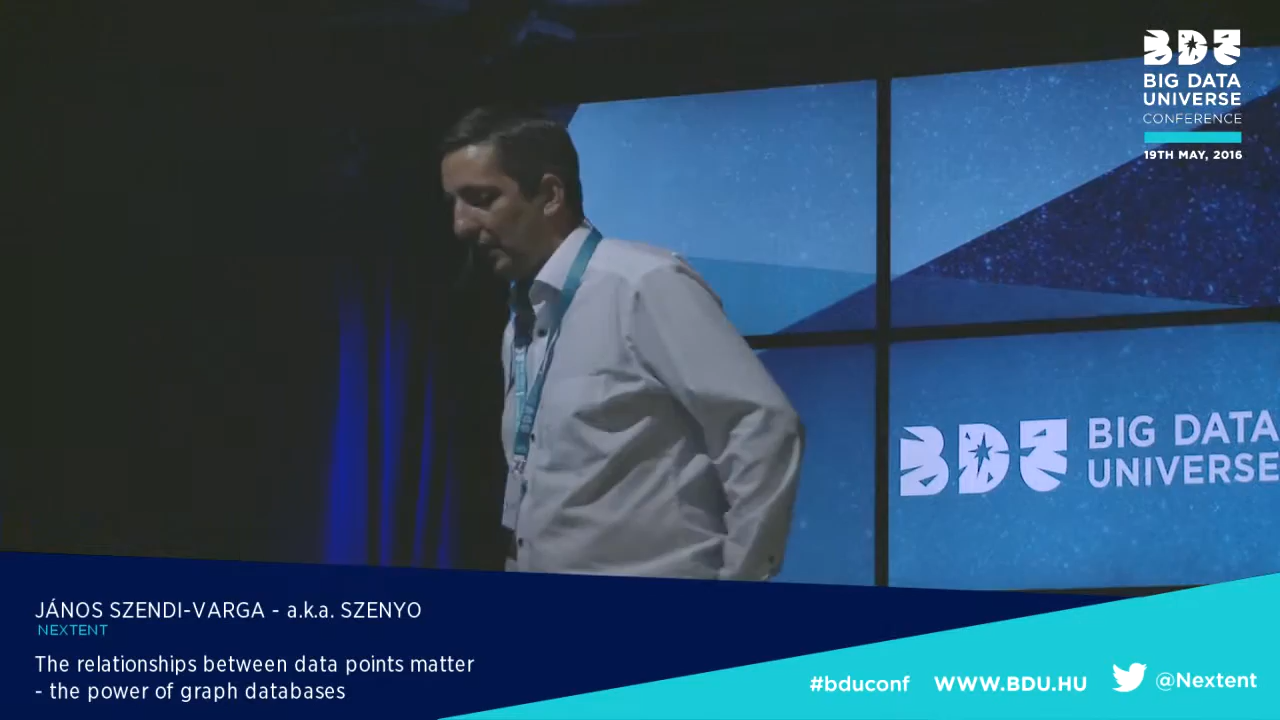 BDU
BIG DATA
UNIVERSE
CONFERENCE
19TH MAY, 2016
BDU
BIG DATA
UNIVERSE
JÁNOS SZENDI-VARGA - a.k.a. SZENYO
NEXTENT
The relationships between data points matter
- the power of graph databases
#bduconf
WWW.BDU.HU
@Nextent